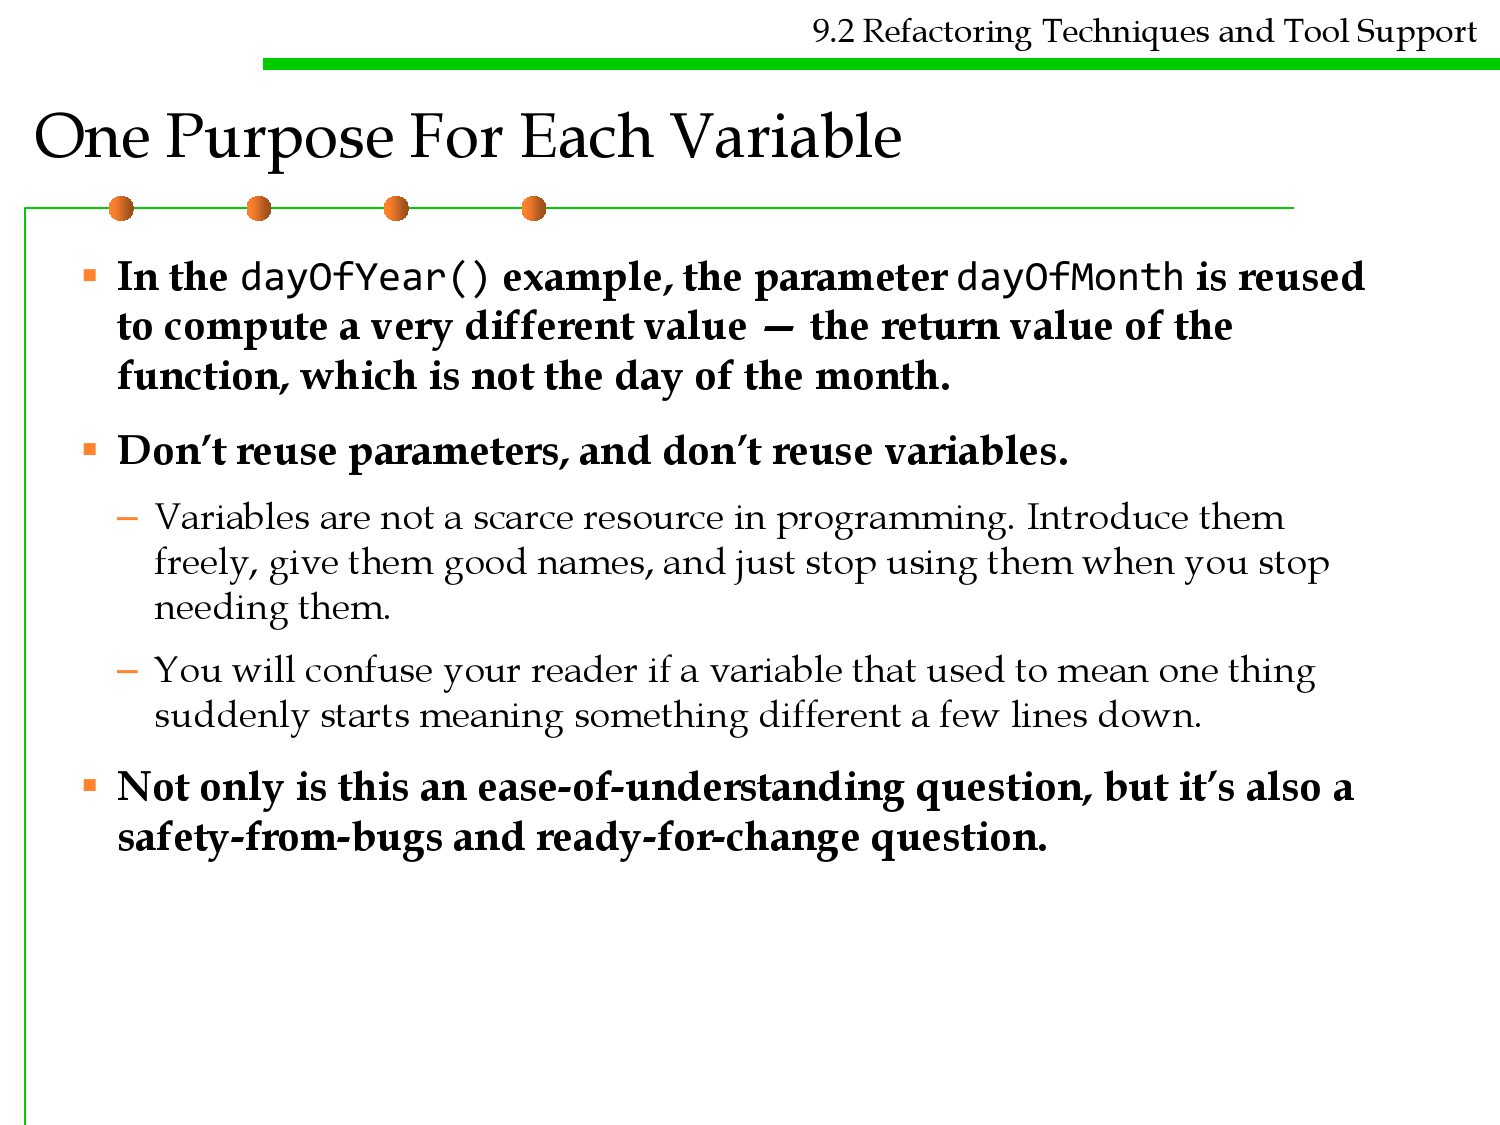 9.2 Refactoring Techniques and Tool Support
One Purpose For Each Variable
▪ In the dayOfYear() example, the parameter dayOfMonth is reused
to compute a very different value — the return value of the
function, which is not the day of the month.
▪ Don’t reuse parameters, and don’t reuse variables.
– Variables are not a scarce resource in programming. Introduce them
freely, give them good names, and just stop using them when you stop
needing them.
– You will confuse your reader if a variable that used to mean one thing
suddenly starts meaning something different a few lines down.
▪ Not only is this an ease-of-understanding question, but it’s also a
safety-from-bugs and ready-for-change question.